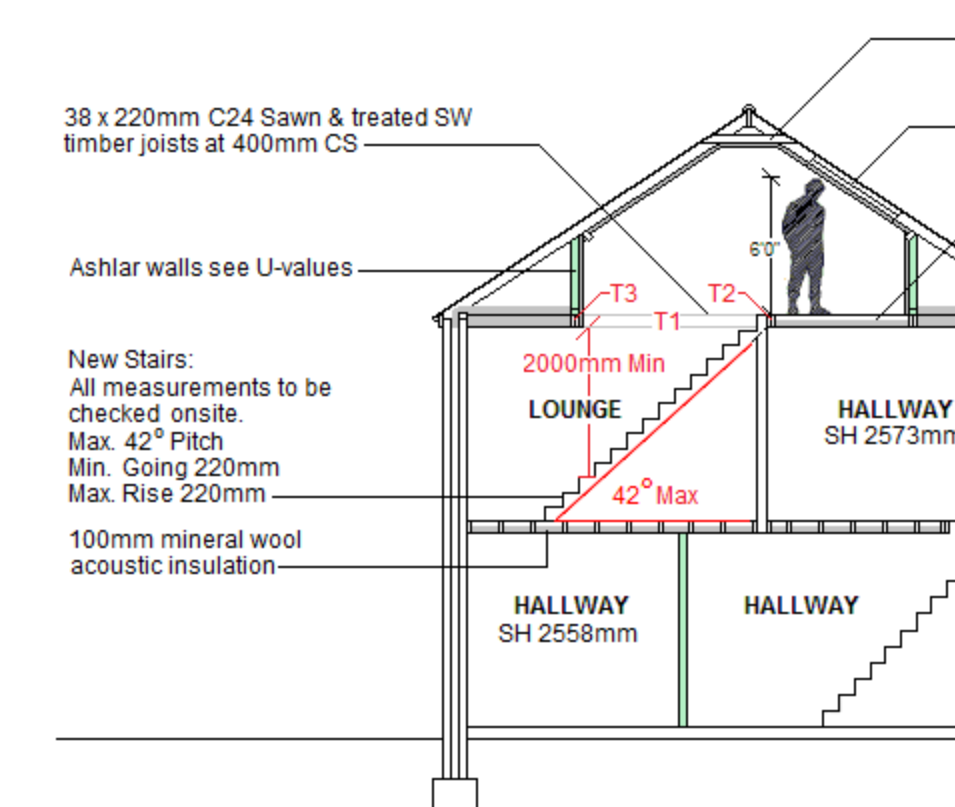 38 x 220mm C24 Sawn & treated SW
timber joists at 400mm CS
6'0"
Ashlar walls see U-values
T3
T2
T1
2000mm Min
New Stairs:
All measurements to be
checked onsite.
Max. 42° Pitch
Min. Going 220mm
Max. Rise 220mm
LOUNGE
HALLWAY
SH 2573mm
42° Max
100mm mineral wool
acoustic insulation
HALLWAY
SH 2558mm
HALLWAY